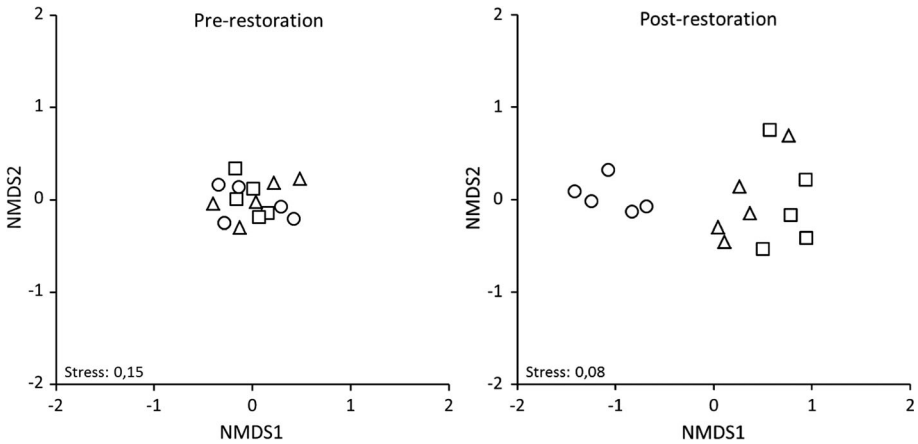 Pre-restoration
2
1
0
-1
-2
NMDS2
Stress: 0,15
-2 -1 0 1 2
NMDS1
Post-restoration
2
1
0
-1
-2
NMDS2
Stress: 0,08
-2 -1 0 1 2
NMDS1